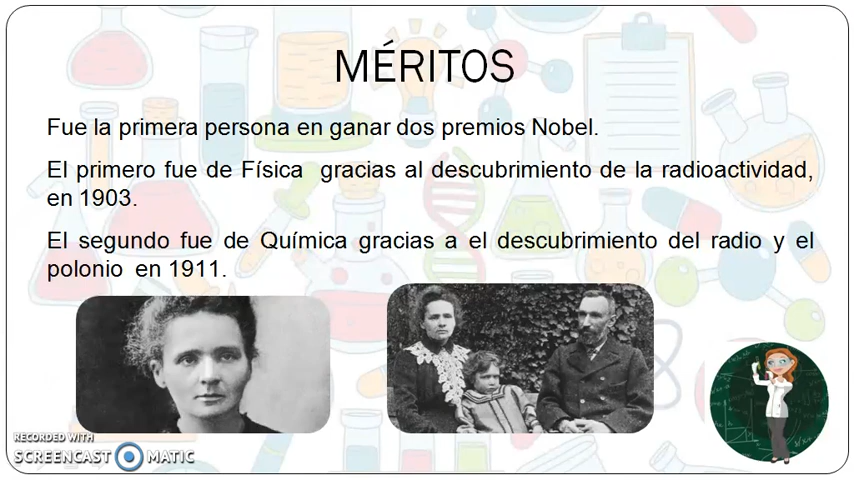 MÉRITOS
Fue la primera persona en ganar dos premios Nobel.
El primero fue de Física gracias al descubrimiento de la radioactividad,
en 1903.
El segundo fue de Química gracias a el descubrimiento del radio y el
polonio en 1911.
RECORDED WITH
SCREENCAST MATIC